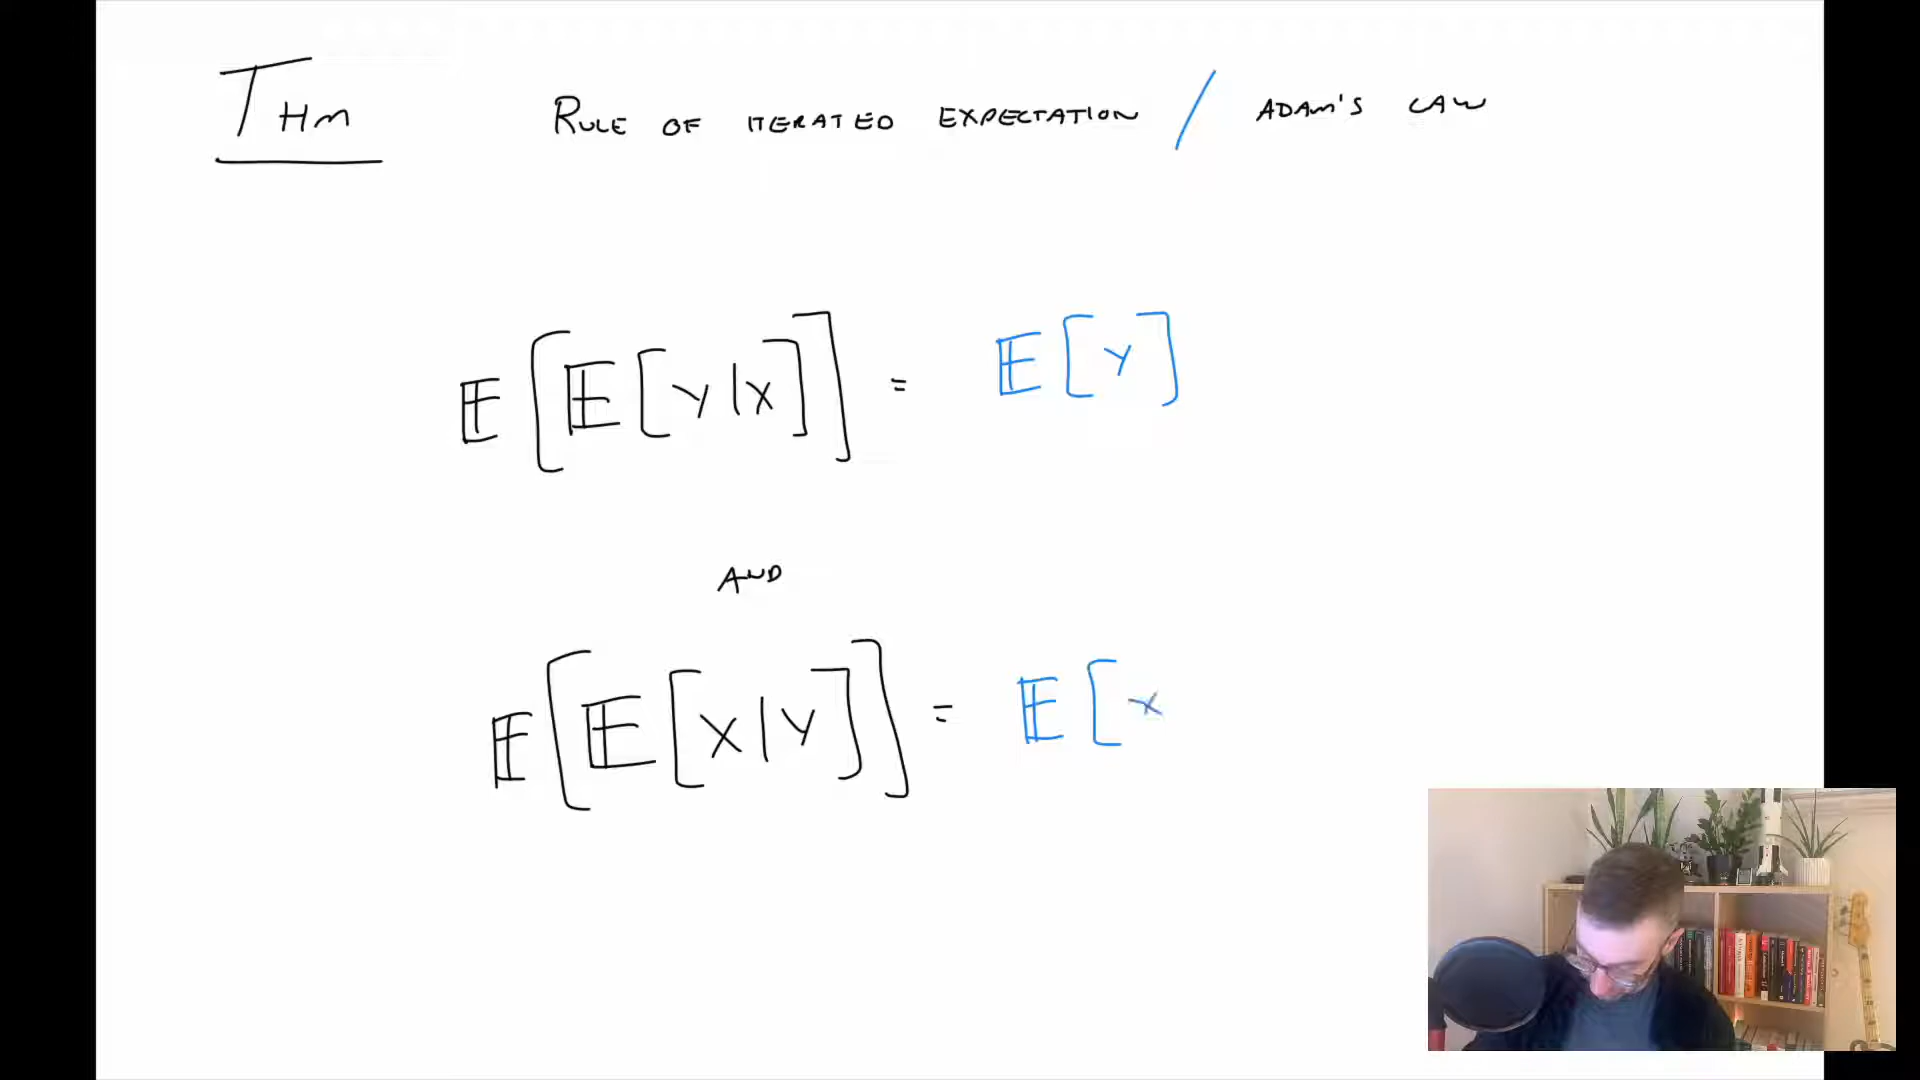 THM RULE OF ITERATED EXPECTATION / ADAM'S LAW
𝔼[𝔼[Y|X]] = 𝔼[Y]
AND
𝔼[𝔼[X|Y]] = 𝔼[X